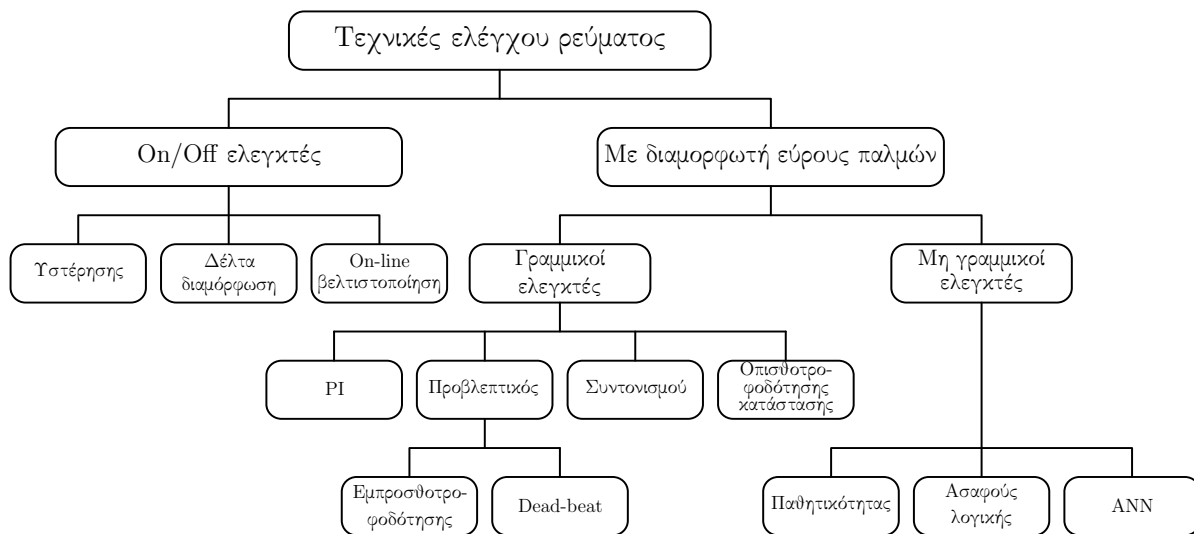 Τεχνικές ελέγχου ρεύματος
On/Off ελεγκτές
Με διαμορφωτή εύρους παλμών
Υστέρησης
Δέλτα
διαμόρφωση
On-line
βελτιστοποίηση
Γραμμικοί
ελεγκτές
Μη γραμμικοί
ελεγκτές
PI
Προβλεπτικός
Συντονισμού
Οπισθοτρο-
φοδότησης
κατάστασης
Εμπροσθοτρο-
φοδότησης
Dead-beat
Παθητικότητας
Ασαφούς
λογικής
ANN